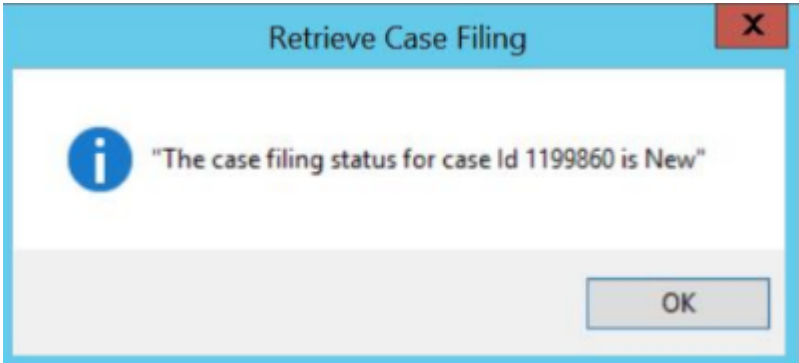 Retrieve Case Filing
X
"The case filing status for case Id 1199860 is New"
OK